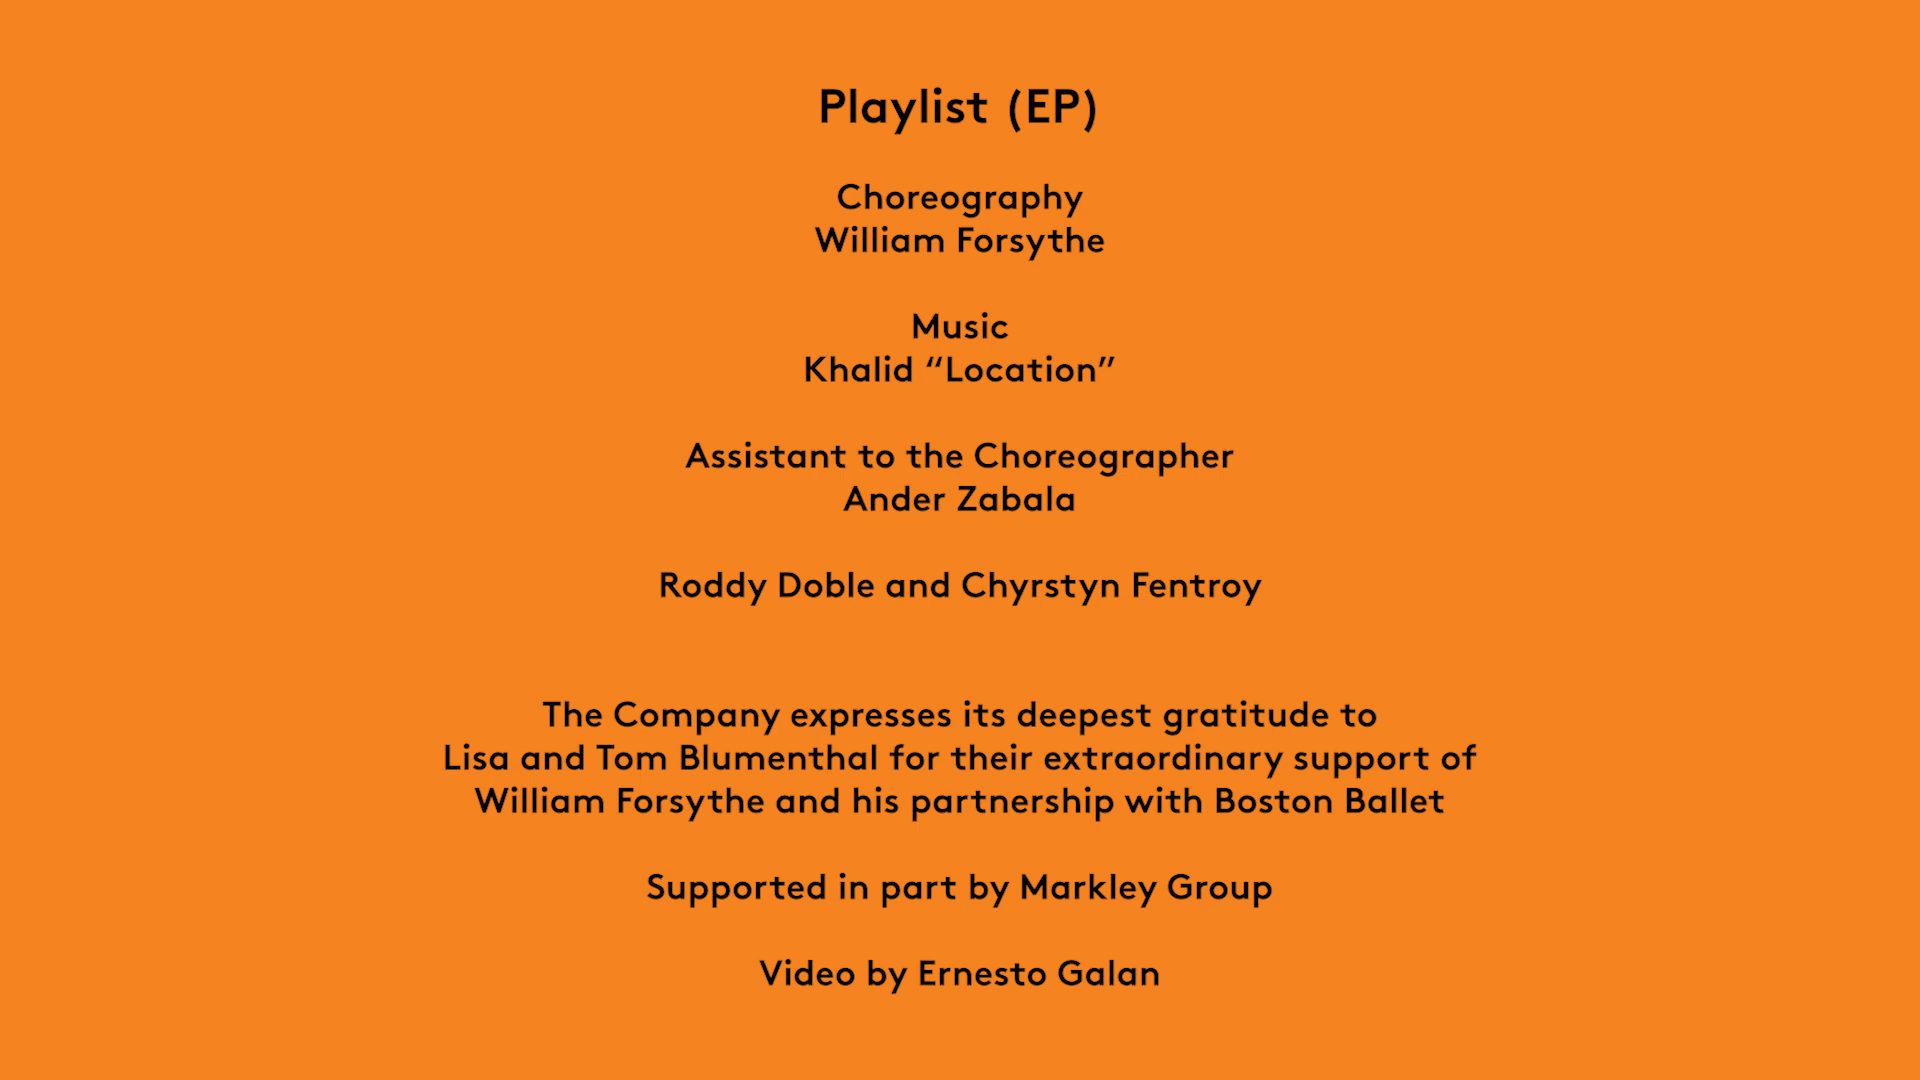 Playlist (EP)
Choreography
William Forsythe
Music
Khalid “Location”
Assistant to the Choreographer
Ander Zabala
Roddy Doble and Chyrstyn Fentroy
The Company expresses its deepest gratitude to
Lisa and Tom Blumenthal for their extraordinary support of
William Forsythe and his partnership with Boston Ballet
Supported in part by Markley Group
Video by Ernesto Galan